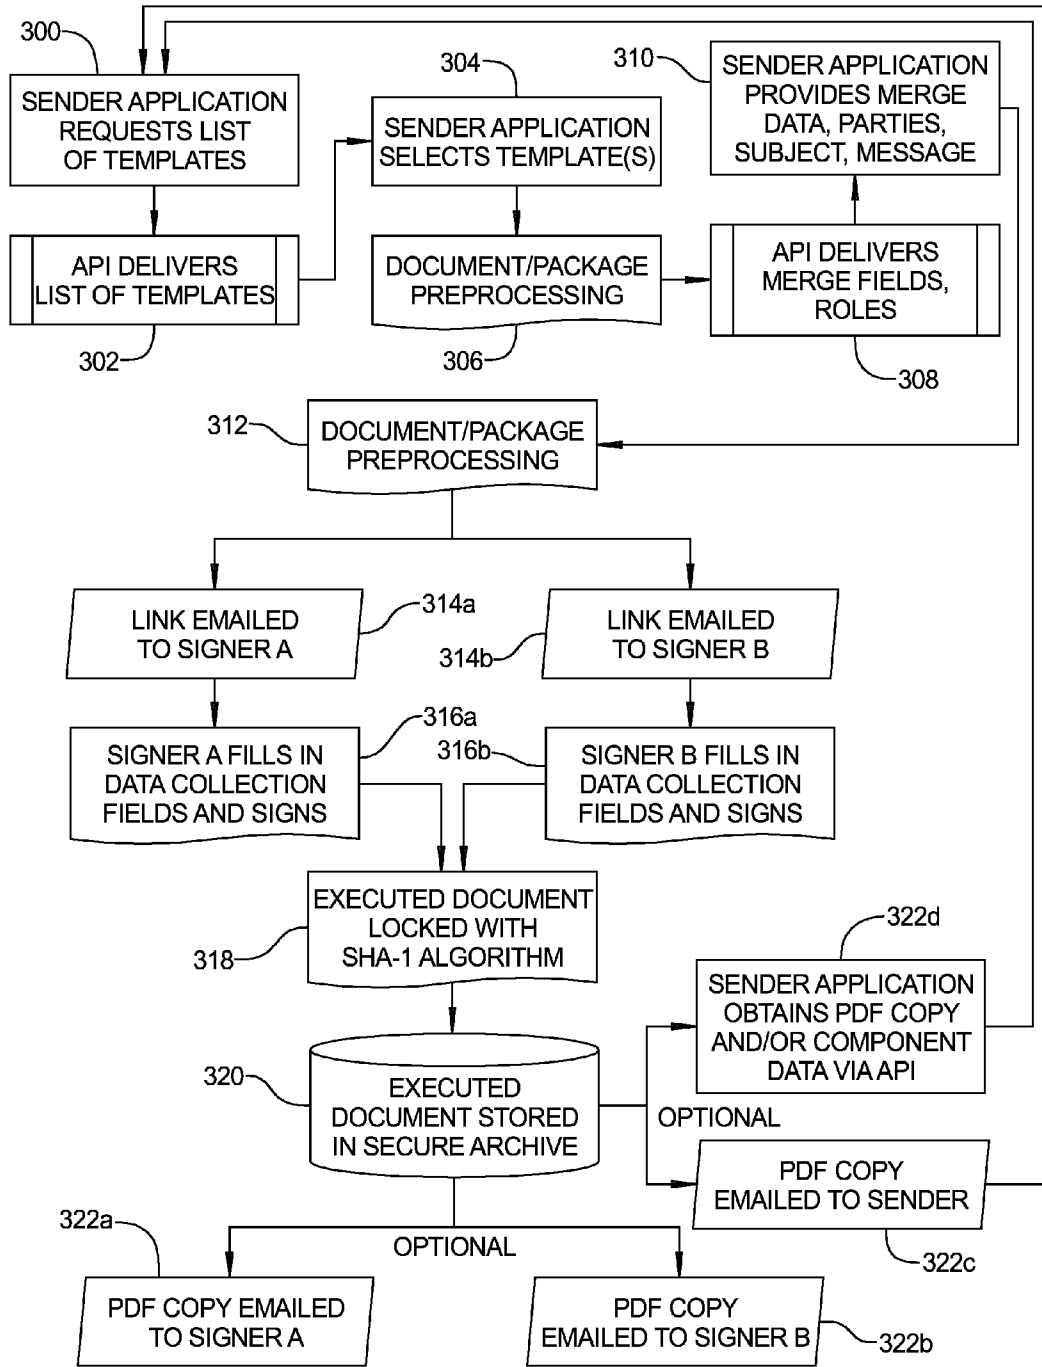 300
SENDER APPLICATION
REQUESTS LIST
OF TEMPLATES
API DELIVERS
LIST OF TEMPLATES
302
304
SENDER APPLICATION
SELECTS TEMPLATE(S)
DOCUMENT/PACKAGE
PREPROCESSING
306
310
SENDER APPLICATION
PROVIDES MERGE
DATA, PARTIES,
SUBJECT, MESSAGE
API DELIVERS
MERGE FIELDS,
ROLES
308
312
DOCUMENT/PACKAGE
PREPROCESSING
LINK EMAILED
TO SIGNER A
314a
314b
LINK EMAILED
TO SIGNER B
SIGNER A FILLS IN
DATA COLLECTION
FIELDS AND SIGNS
316a
316b
SIGNER B FILLS IN
DATA COLLECTION
FIELDS AND SIGNS
318
EXECUTED DOCUMENT
LOCKED WITH
SHA-1 ALGORITHM
320
EXECUTED
DOCUMENT STORED
IN SECURE ARCHIVE
OPTIONAL
322d
SENDER APPLICATION
OBTAINS PDF COPY
AND/OR COMPONENT
DATA VIA API
PDF COPY
EMAILED TO SENDER
322c
OPTIONAL
322a
PDF COPY EMAILED
TO SIGNER A
PDF COPY
EMAILED TO SIGNER B
322b